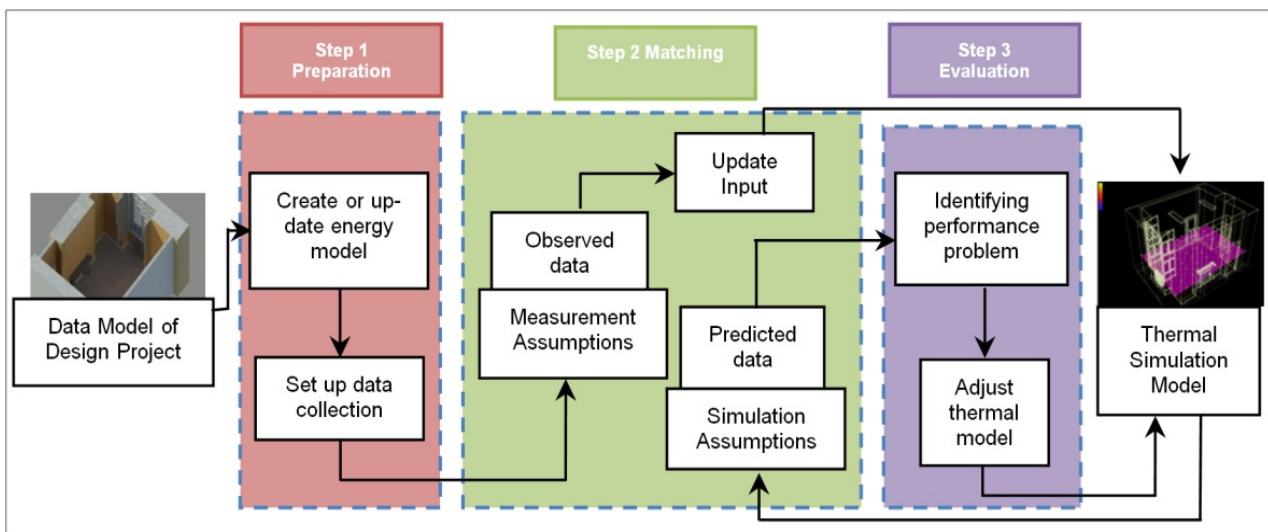 Step 1
Preparation
Step 2 Matching
Step 3
Evaluation
Data Model of
Design Project
Create or up-
date energy
model
Set up data
collection
Update
Input
Observed
data
Measurement
Assumptions
Predicted
data
Simulation
Assumptions
Identifying
performance
problem
Adjust
thermal
model
Thermal
Simulation
Model